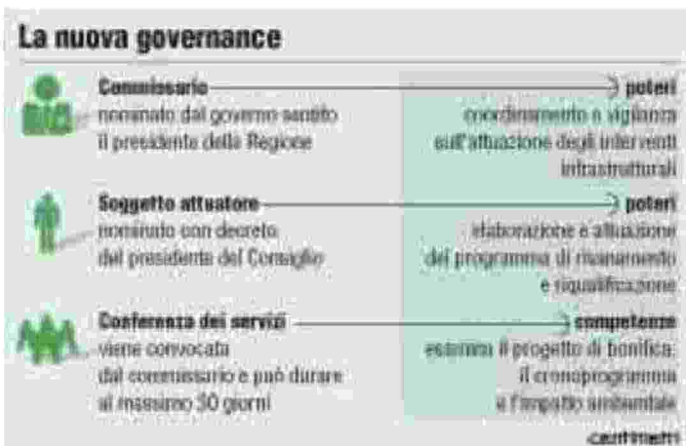 La nuova governance
Commissario
nominato dal governo sentito
il presidente della Regione
poteri
coordinamento e vigilanza
sull'attuazione degli interventi
infrastrutturali
Soggetto attuatore
nominato con decreto
del presidente del Consiglio
poteri
elaborazione e attuazione
del programma di risanamento
e riqualificazione
Conferenza dei servizi
viene convocata
dal commissario e può durare
al massimo 30 giorni
competenze
esamina il progetto di bonifica,
il cronoprogramma
e l'impatto ambientale
centimetri